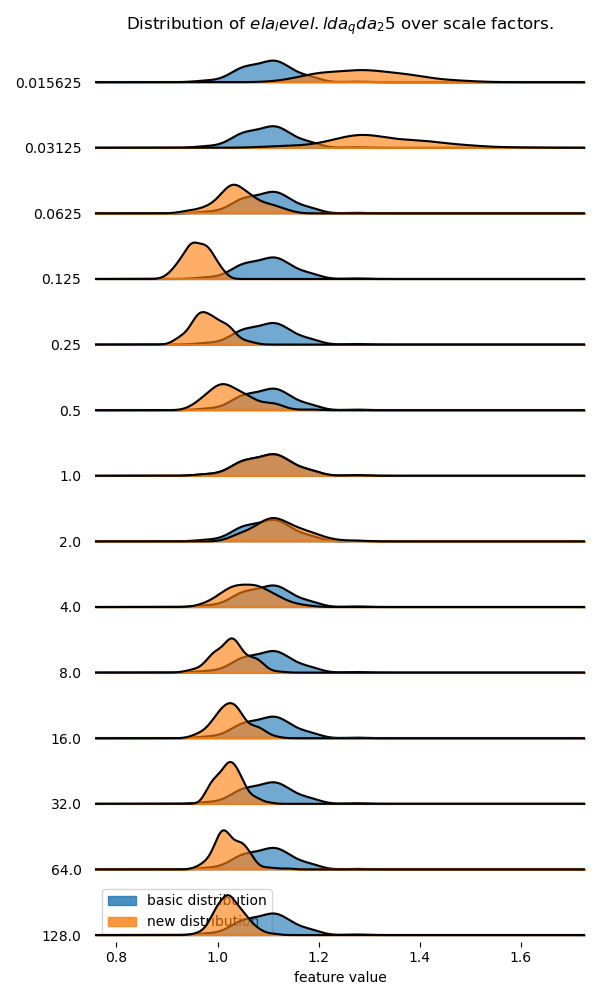 Distribution of elaₗevel.ldaqda₂5 over scale factors.
0.015625
0.03125
0.0625
0.125
0.25
0.5
1.0
2.0
4.0
8.0
16.0
32.0
64.0
128.0
basic distribution
new distribution
0.8 1.0 1.2 1.4 1.6
feature value